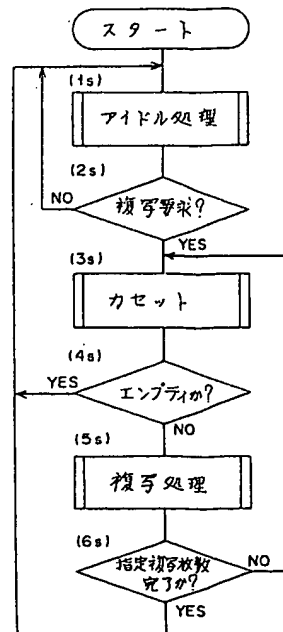 スタート
(1s)
アイドル処理
(2s)
NO
複写要求?
YES
(3s)
カセット
(4s)
YES
エンプティか?
NO
(5s)
複写処理
(6s)
指定複写枚数
完了か?
NO
YES